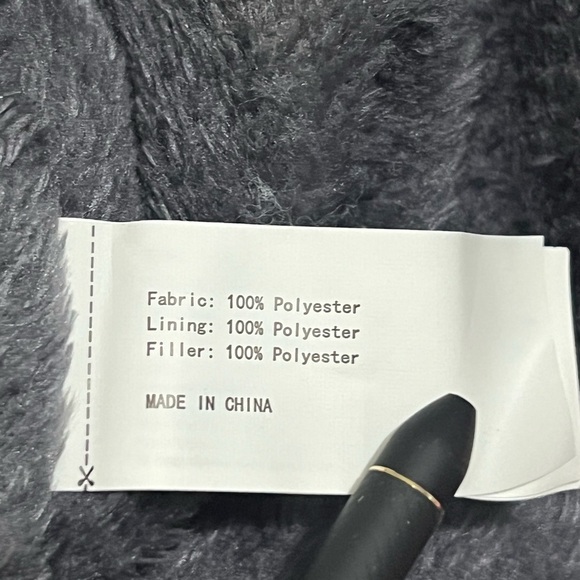 Fabric: 100% Polyester
Lining: 100% Polyester
Filler: 100% Polyester
MADE IN CHINA